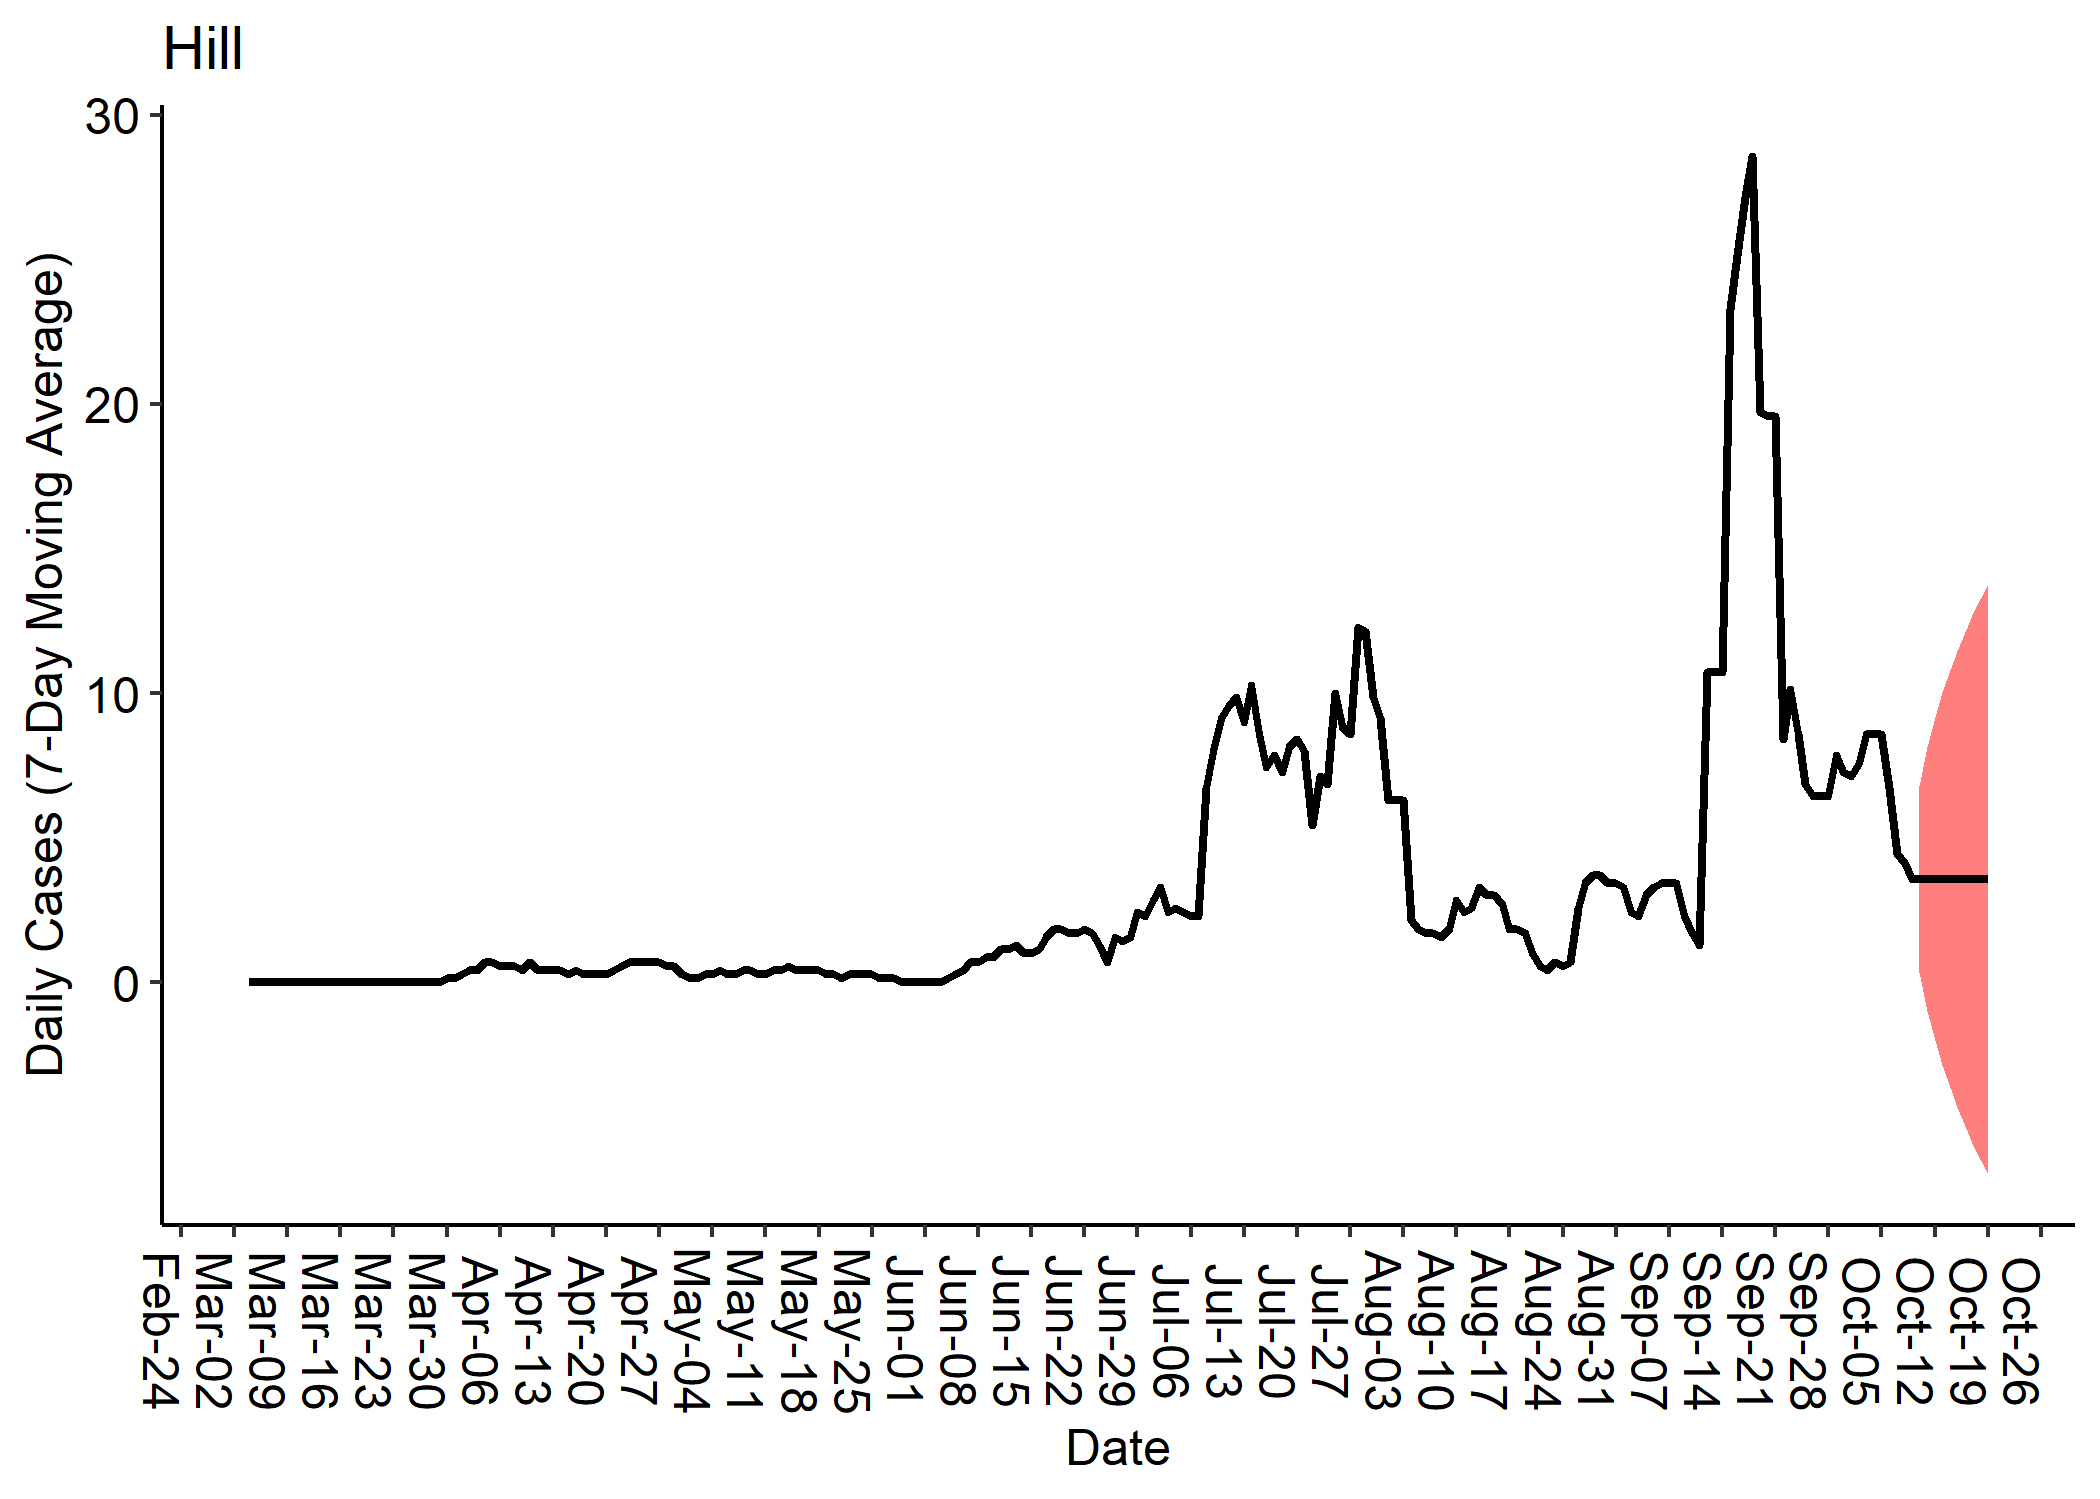 Hill
30
20
10
0
Daily Cases (7-Day Moving Average)
Feb-24
Mar-02
Mar-09
Mar-16
Mar-23
Mar-30
Apr-06
Apr-13
Apr-20
Apr-27
May-04
May-11
May-18
May-25
Jun-01
Jun-08
Jun-15
Jun-22
Jun-29
Jul-06
Jul-13
Jul-20
Jul-27
Aug-03
Aug-10
Aug-17
Aug-24
Aug-31
Sep-07
Sep-14
Sep-21
Sep-28
Oct-05
Oct-12
Oct-19
Oct-26
Date